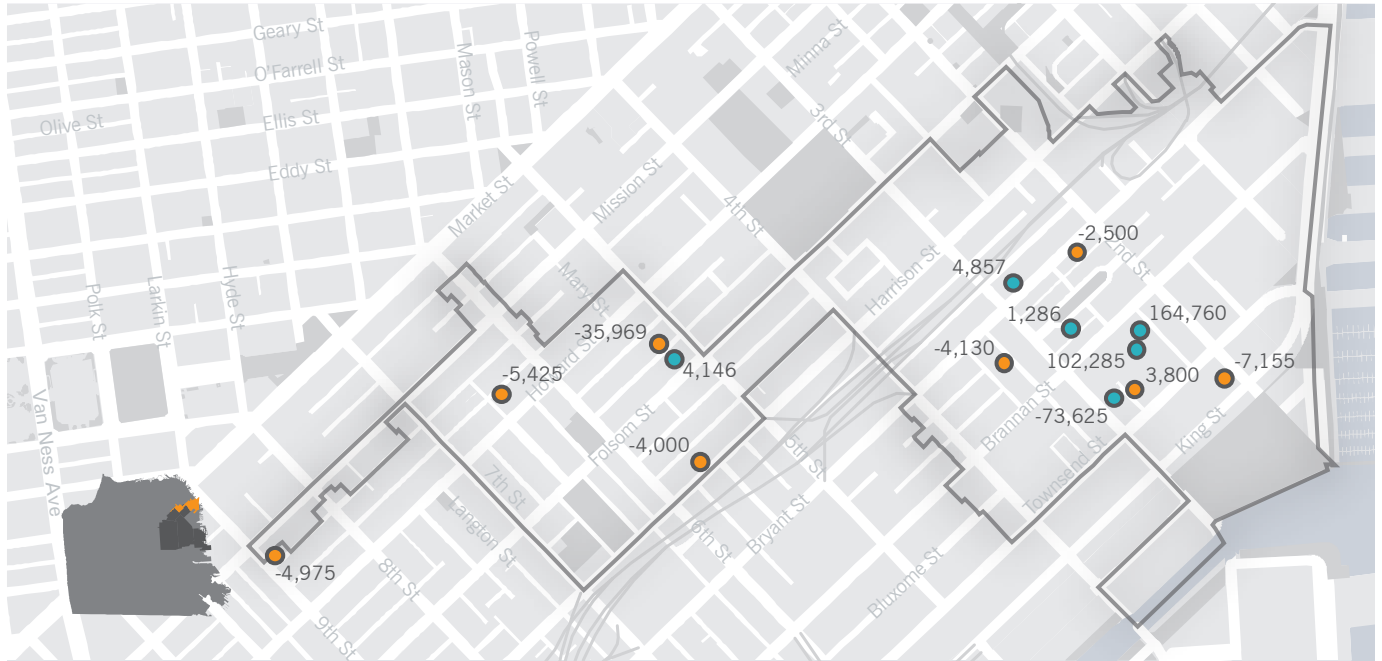 Geary St
O'Farrell St
Mason St
Powell St
Minna St
Olive St
Ellis St
3rd St
Eddy St
Market St
Mission St
4th St
-2,500
2nd St
Harrison St
4,857
Polk St
Larkin St
Hyde St
Mary St
1,286
164,760
-35,969
Howard St
4,146
-4,130
102,285
-7,155
-5,425
3,800
-73,625
Van Ness Ave
Folsom St
Brannan St
King St
-4,000
5th St
Townsend St
7th St
Langton St
6th St
Bryant St
-4,975
8th St
Bluxome St
9th St